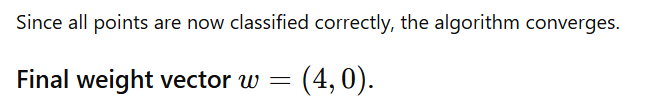 Since all points are now classified correctly, the algorithm converges.
Final weight vector w = (4, 0).